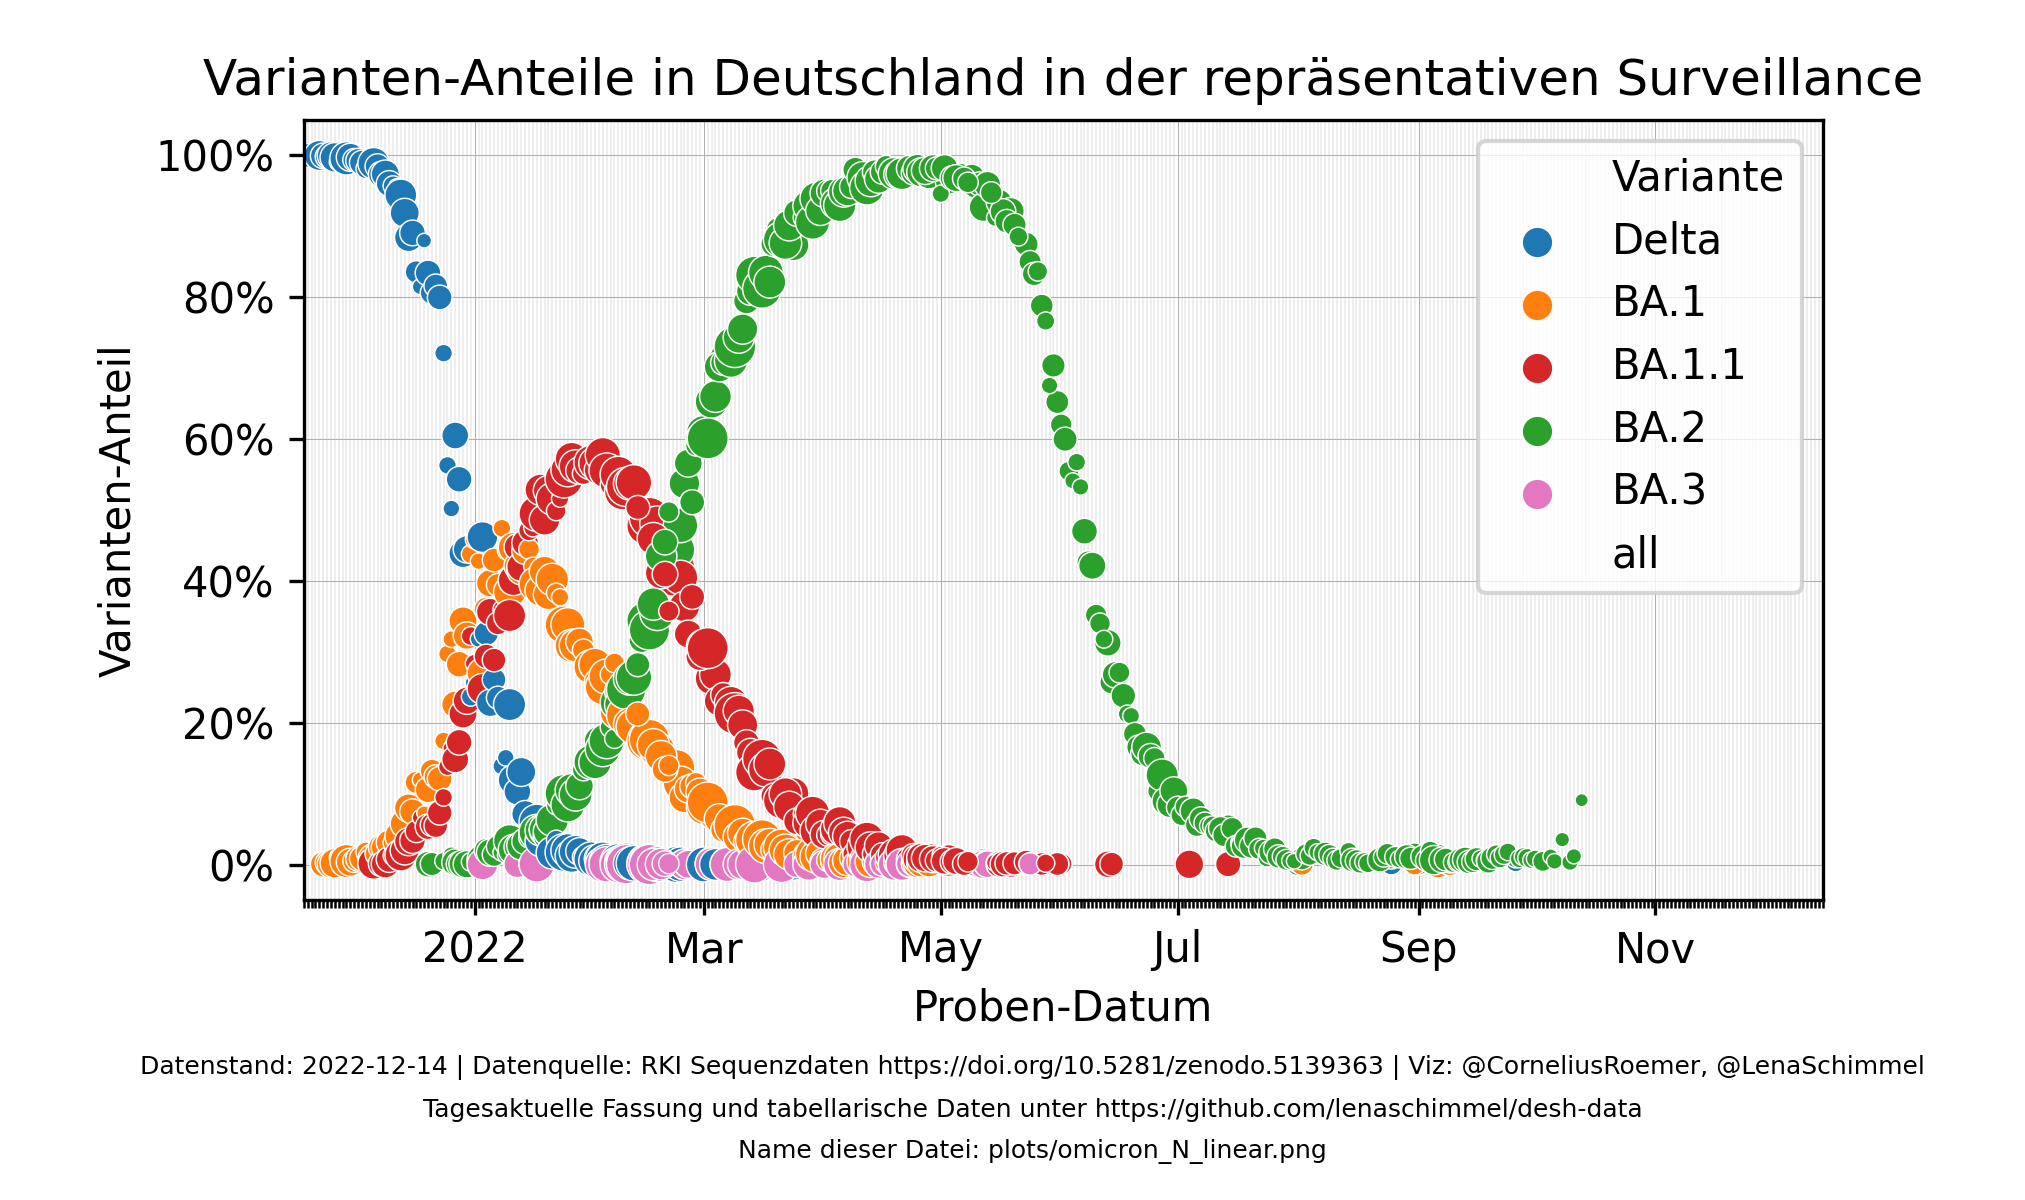 Varianten-Anteile in Deutschland in der repräsentativen Surveillance
Varianten-Anteil
100%
80%
60%
40%
20%
0%
Variante
Delta
BA.1
BA.1.1
BA.2
BA.3
all
2022
Mar
May
Jul
Sep
Nov
Proben-Datum
Datenstand: 2022-12-14 | Datenquelle: RKI Sequenzdaten https://doi.org/10.5281/zenodo.5139363 | Viz: @CorneliusRoemer, @LenaSchimmel
Tagesaktuelle Fassung und tabellarische Daten unter https://github.com/lenaschimmel/desh-data
Name dieser Datei: plots/omicron_N_linear.png